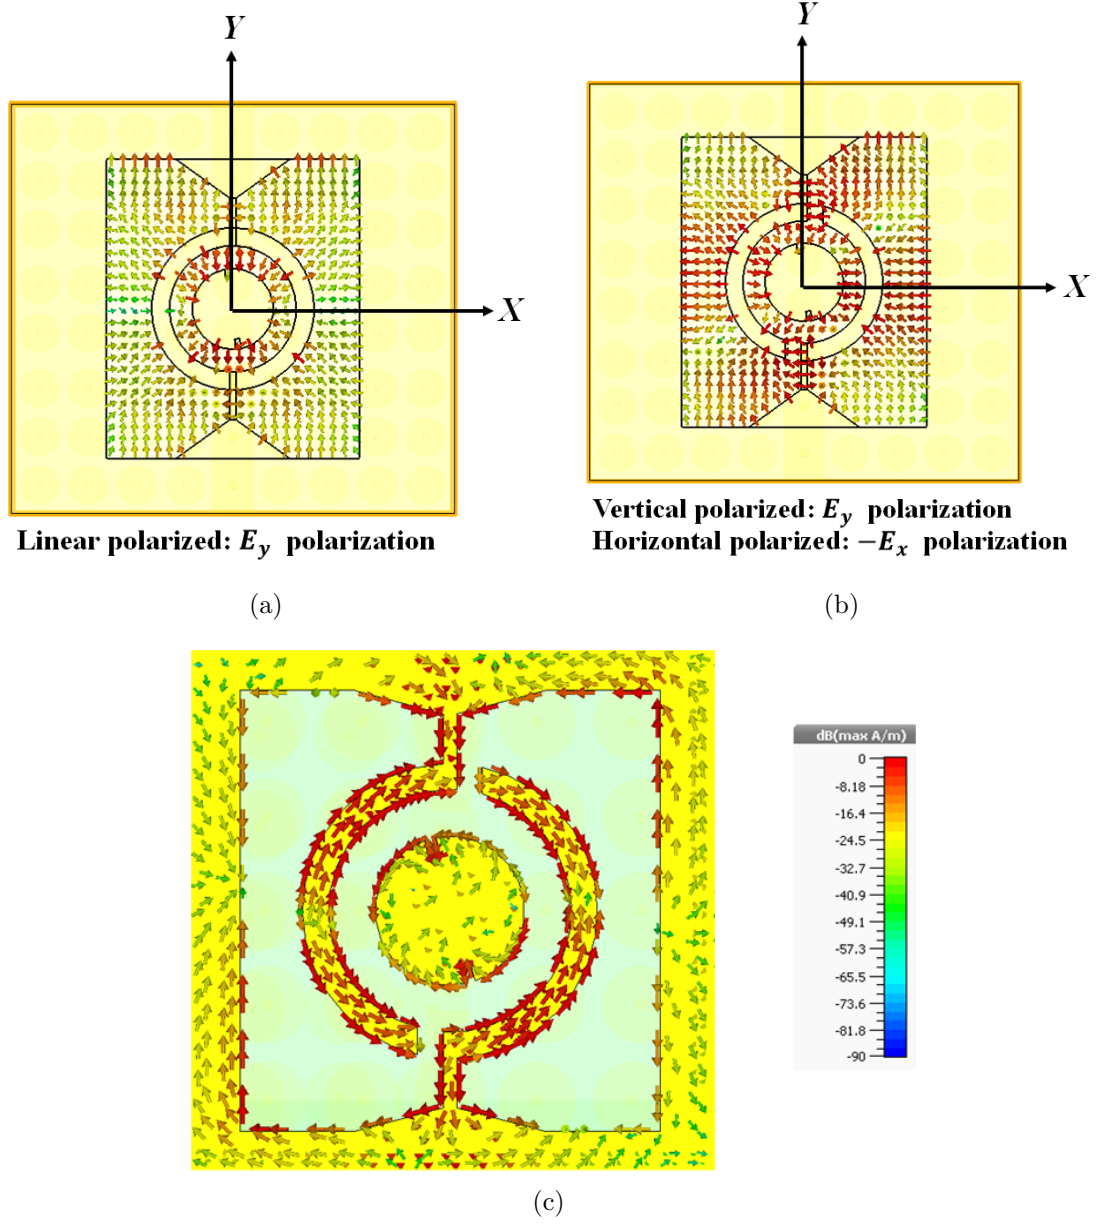 Y
X
Linear polarized: E_y polarization
(a)
Y
X
Vertical polarized: E_y polarization
Horizontal polarized: −E_x polarization
(b)
(c)
dB(max A/m)
0
-8.18
-16.4
-24.5
-32.7
-40.9
-49.1
-57.3
-65.5
-73.6
-81.8
-90